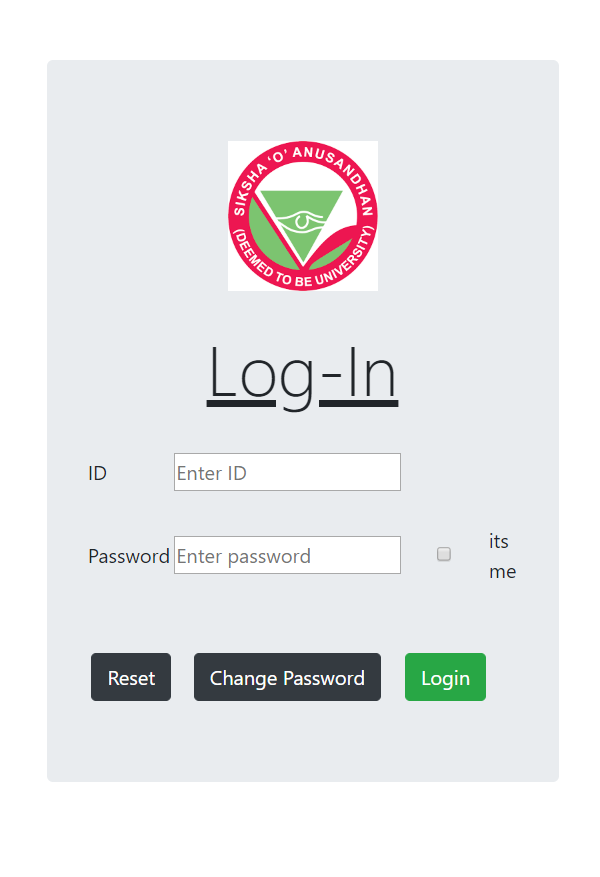 SIKSHA 'O' ANUSANDHAN
(DEEMED TO BE UNIVERSITY)
Log-In
ID Enter ID
Password Enter password its
me
Reset Change Password Login